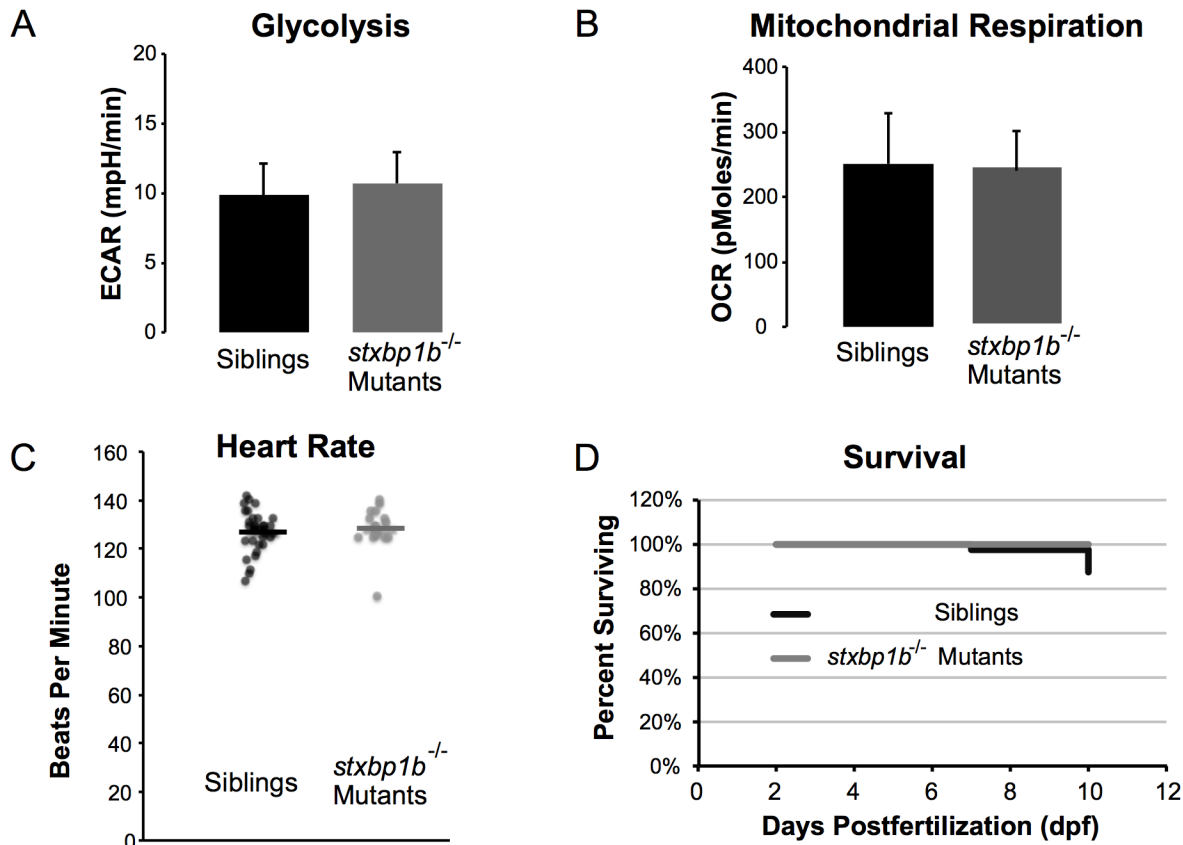 A
Glycolysis
ECAR (mpH/min)
20
15
10
5
0
Siblings
stxbp1b-/-
Mutants
B
Mitochondrial Respiration
OCR (pMoles/min)
400
300
200
100
0
Siblings
stxbp1b-/-
Mutants
C
Heart Rate
Beats Per Minute
160
140
120
100
80
60
40
20
0
Siblings
stxbp1b-/-
Mutants
D
Survival
Percent Surviving
120%
100%
80%
60%
40%
20%
0%
Siblings
stxbp1b-/- Mutants
0 2 4 6 8 10 12
Days Postfertilization (dpf)